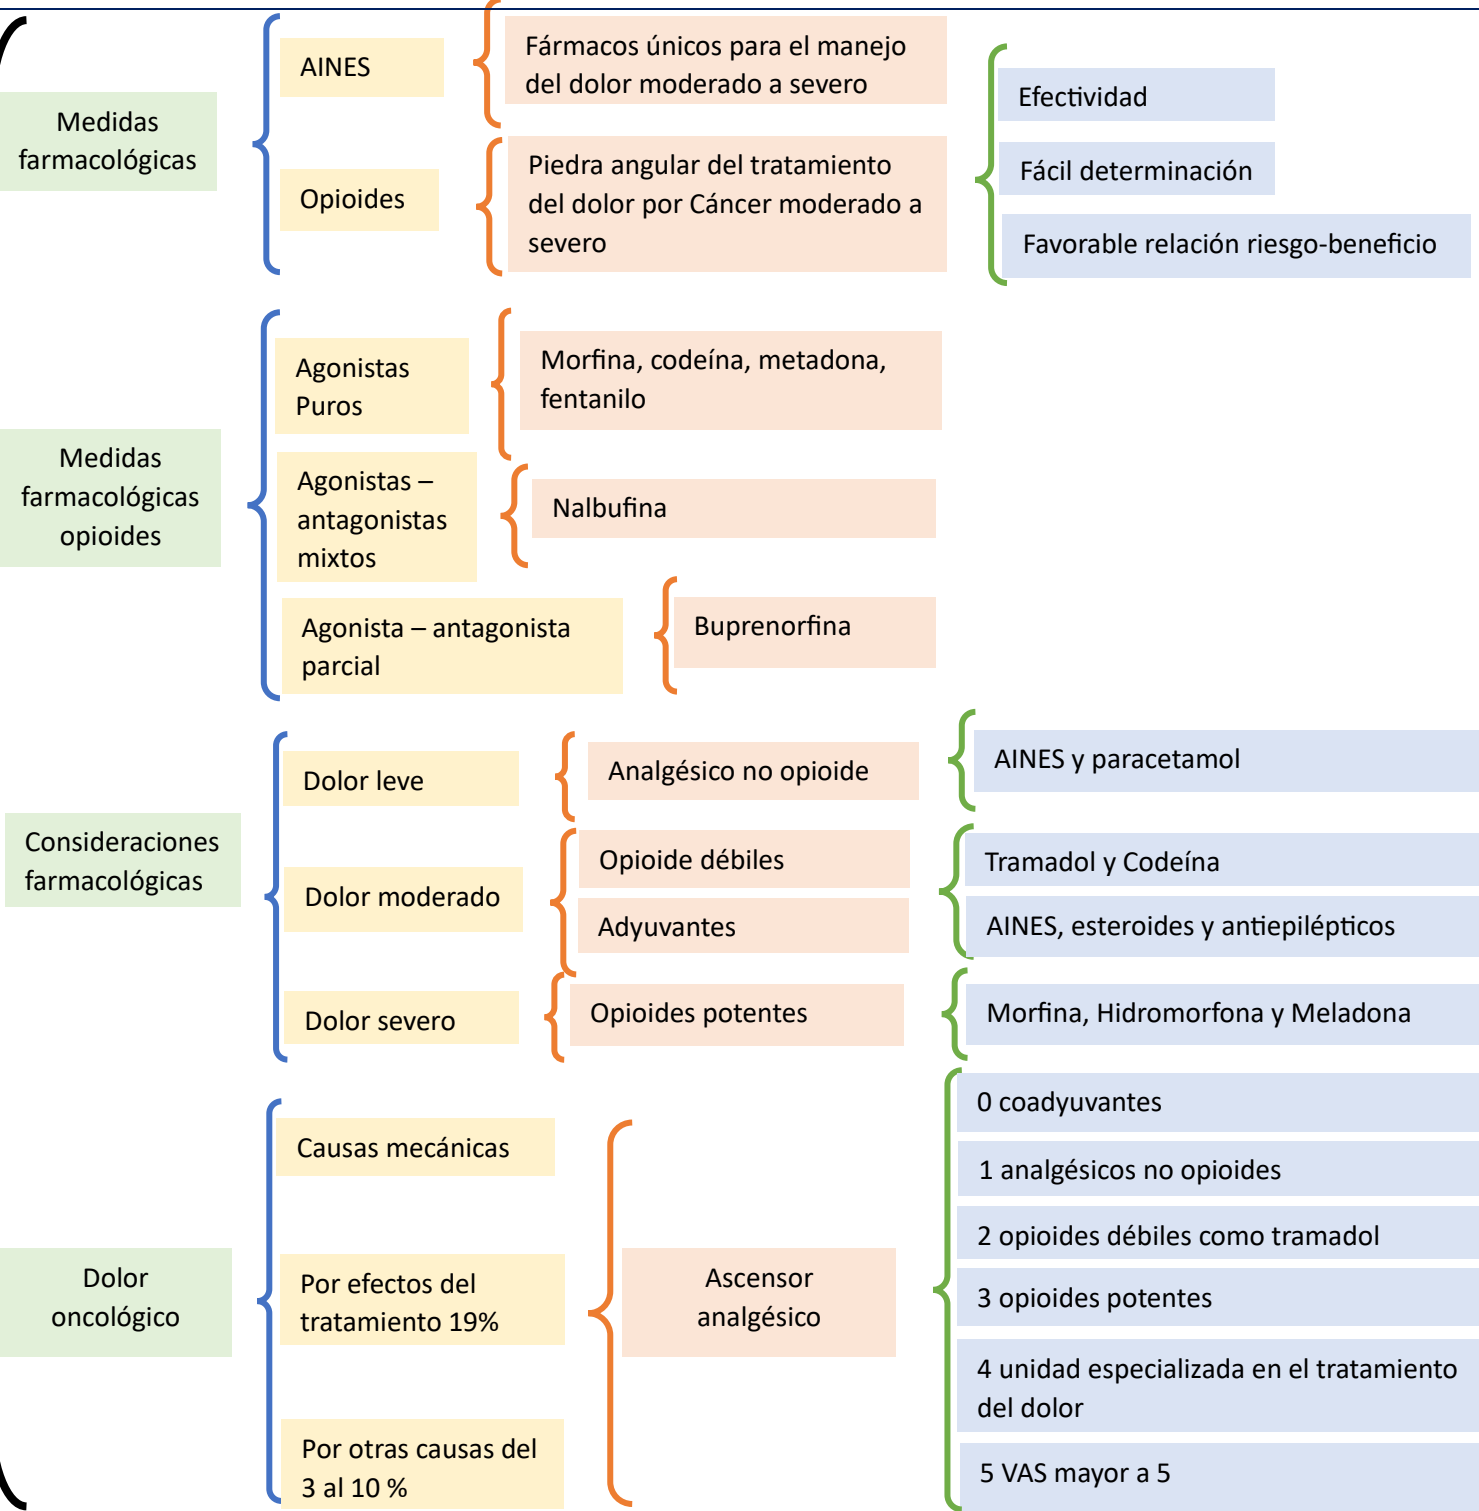 Medidas
farmacológicas
AINES
Fármacos únicos para el manejo
del dolor moderado a severo
Opioides
Piedra angular del tratamiento
del dolor por Cáncer moderado a
severo
Efectividad
Fácil determinación
Favorable relación riesgo-beneficio
Medidas
farmacológicas
opioides
Agonistas
Puros
Morfina, codeína, metadona,
fentanilo
Agonistas –
antagonistas
mixtos
Nalbufina
Agonista – antagonista
parcial
Buprenorfina
Consideraciones
farmacológicas
Dolor leve
Analgésico no opioide
AINES y paracetamol
Dolor moderado
Opioide débiles
Adyuvantes
Tramadol y Codeína
AINES, esteroides y antiepilépticos
Dolor severo
Opioides potentes
Morfina, Hidromorfona y Meladona
Dolor
oncológico
Causas mecánicas
Por efectos del
tratamiento 19%
Por otras causas del
3 al 10 %
Ascensor
analgésico
0 coadyuvantes
1 analgésicos no opioides
2 opioides débiles como tramadol
3 opioides potentes
4 unidad especializada en el tratamiento
del dolor
5 VAS mayor a 5